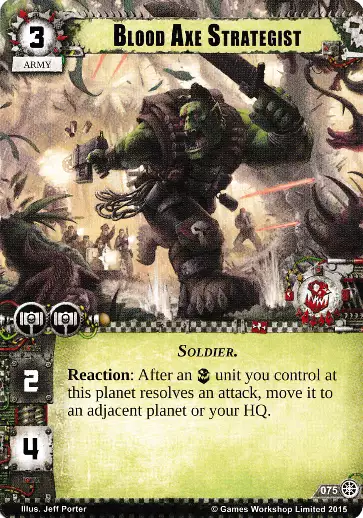 3
BLOOD AXE STRATEGIST
ARMY
SOLDIER.
2
Reaction: After an unit you control at
this planet resolves an attack, move it to
an adjacent planet or your HQ.
4
075
Illus. Jeff Porter
© Games Workshop Limited 2015